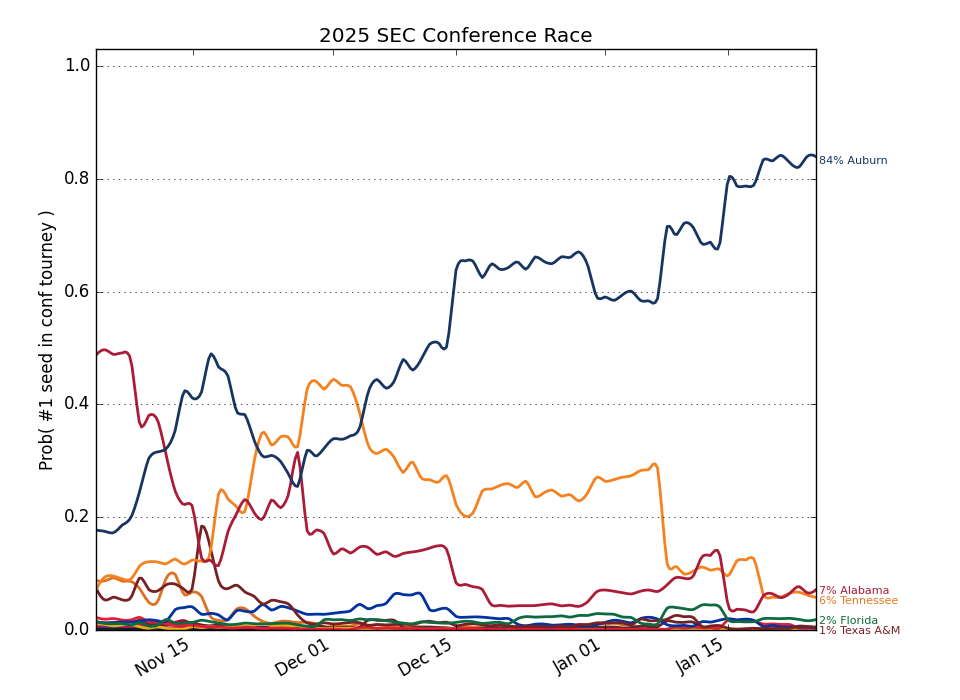 2025 SEC Conference Race
Prob( #1 seed in conf tourney )
1.0
0.8
0.6
0.4
0.2
0.0
Nov 15
Dec 01
Dec 15
Jan 01
Jan 15
84% Auburn
7% Alabama
6% Tennessee
2% Florida
1% Texas A&M